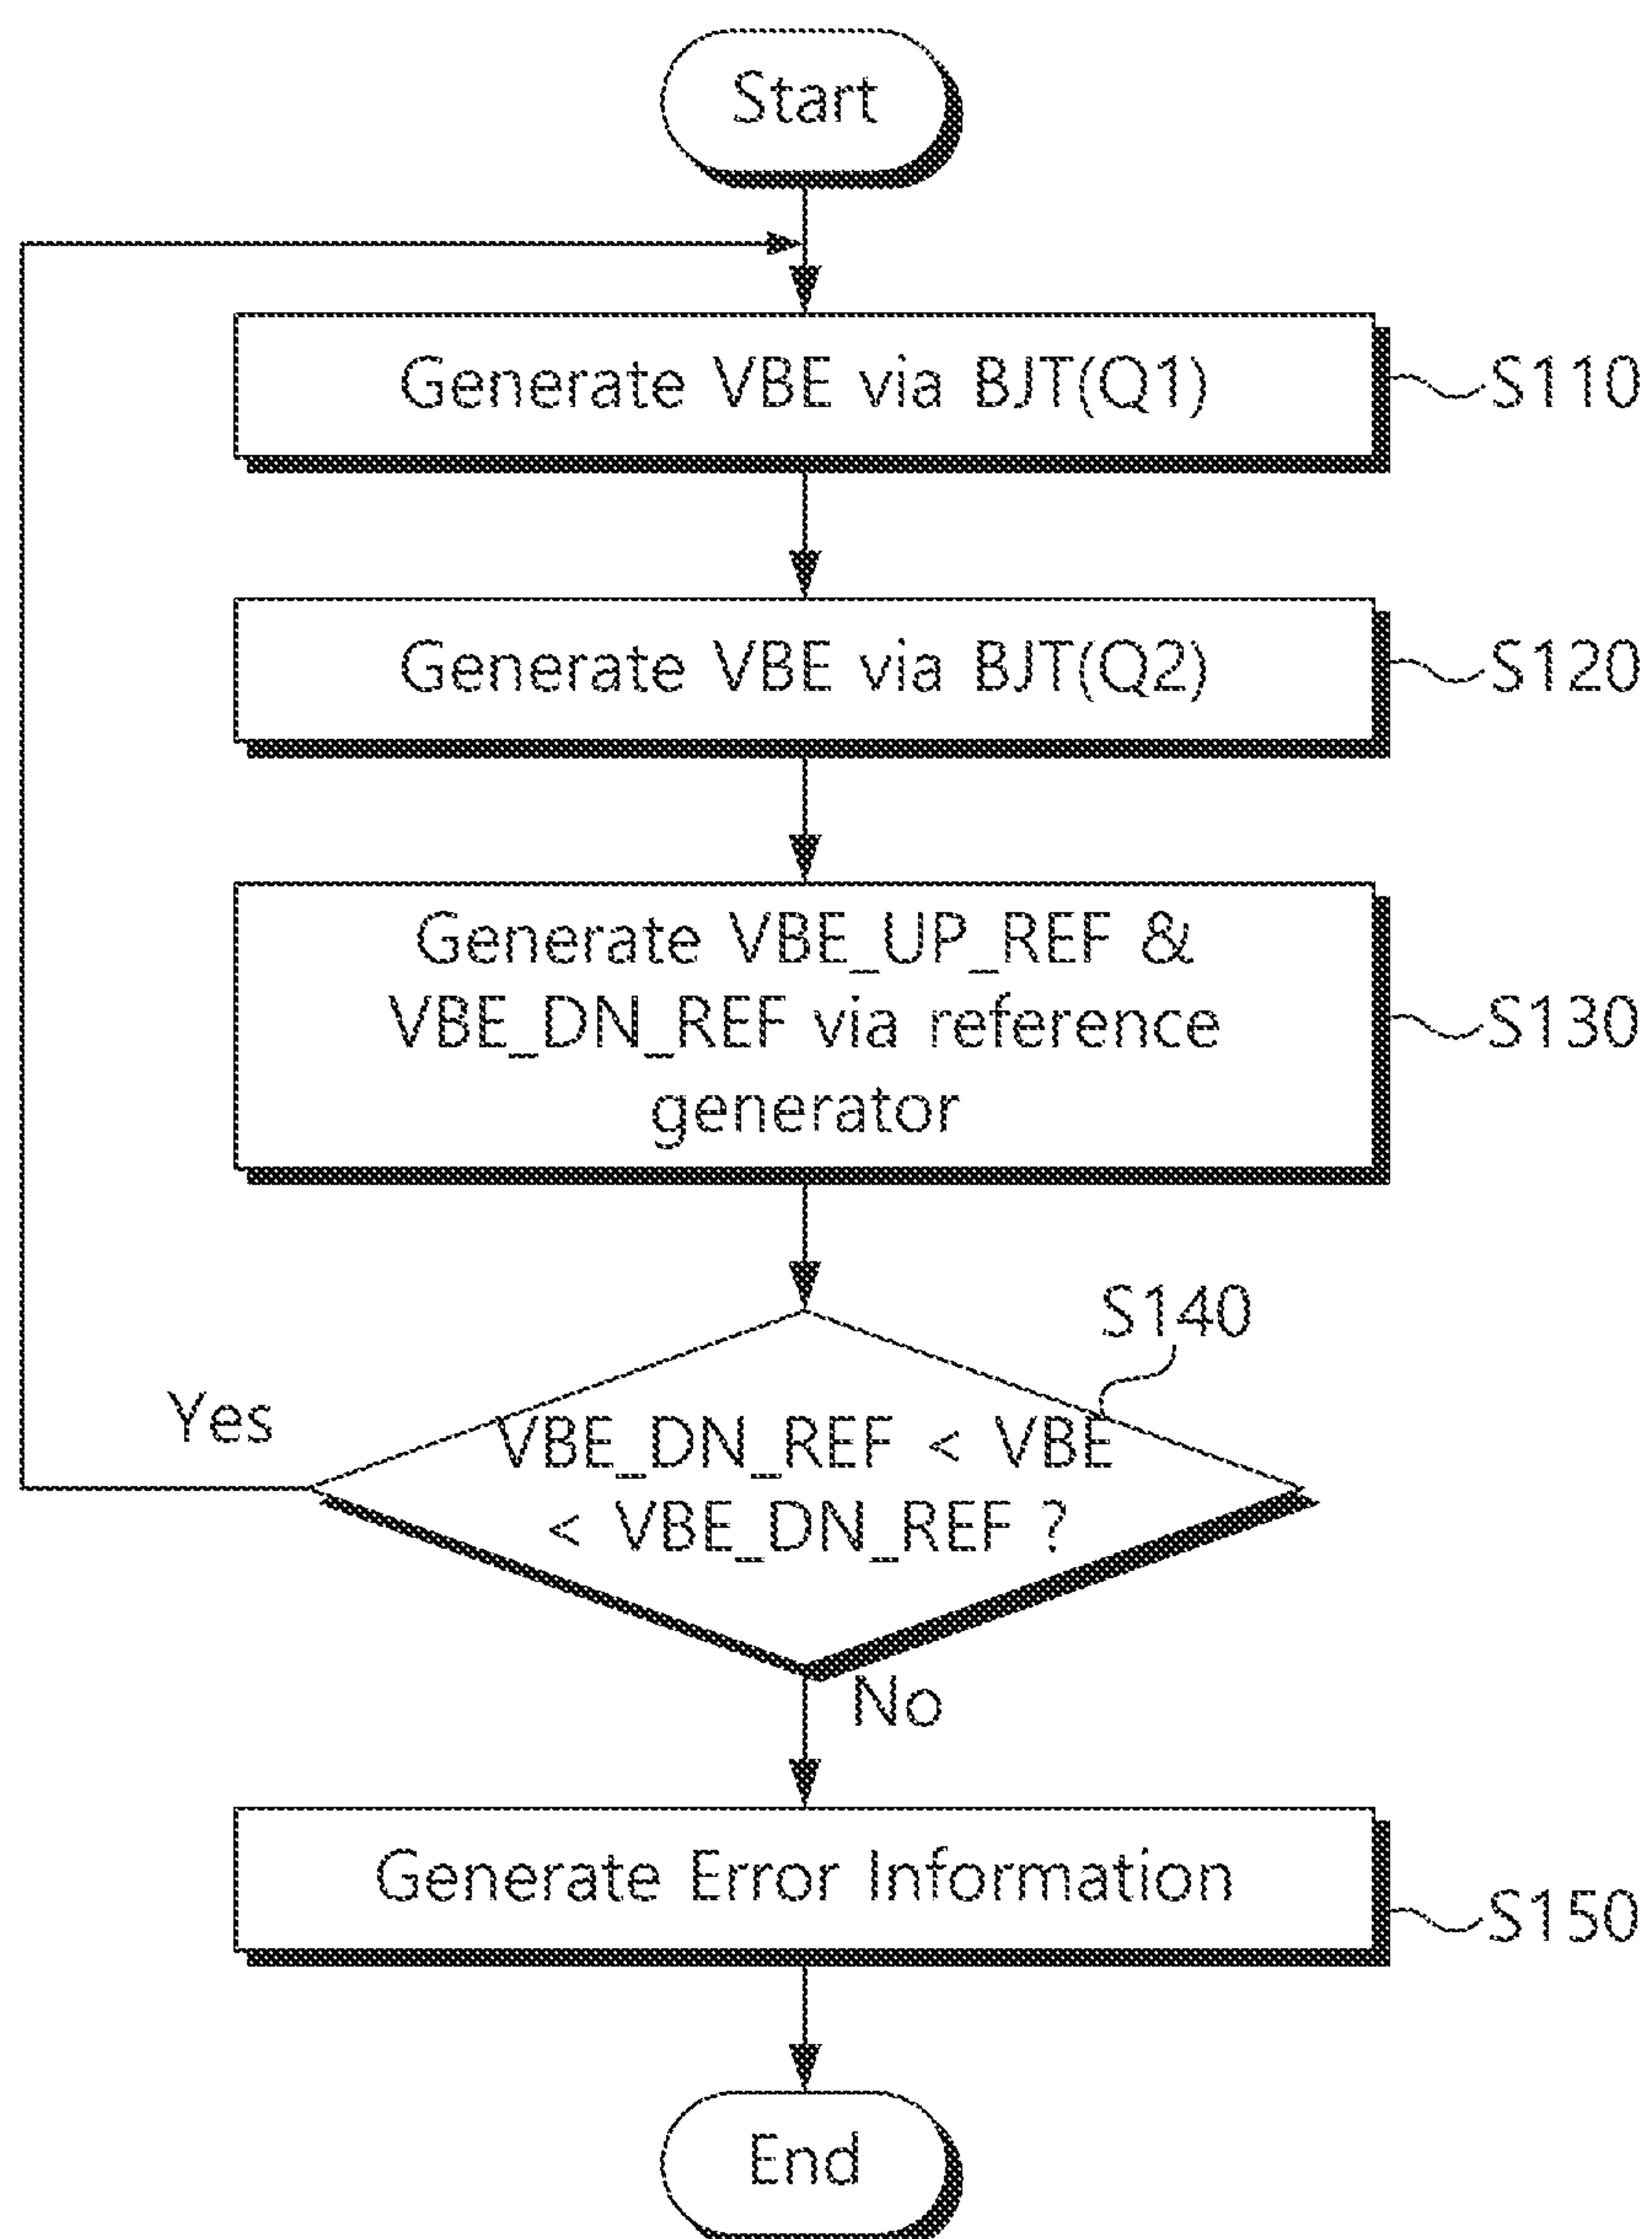 Start
Generate VBE via BJT(Q1)
S110
Generate VBE via BJT(Q2)
S120
Generate VBE_UP_REF &
VBE_DN_REF via reference
generator
S130
S140
Yes
VBE_DN_REF < VBE
< VBE_DN_REF ?
No
Generate Error Information
S150
End